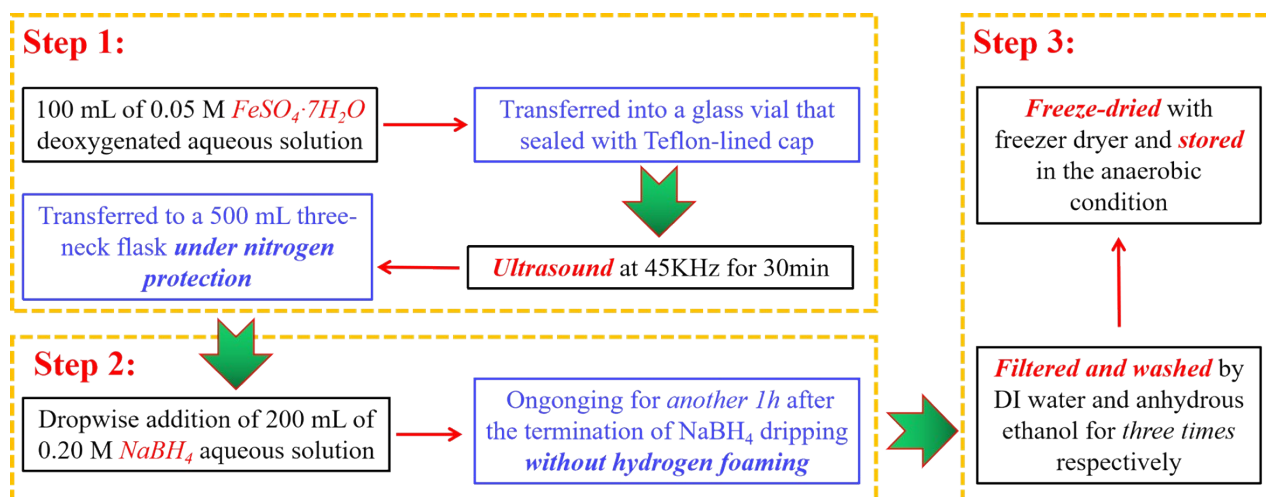 Step 1:
100 mL of 0.05 M FeSO₄·7H₂O
deoxygenated aqueous solution
Transferred into a glass vial that
sealed with Teflon-lined cap
Ultrasound at 45KHz for 30min
Transferred to a 500 mL three-
neck flask under nitrogen
protection
Step 2:
Dropwise addition of 200 mL of
0.20 M NaBH₄ aqueous solution
Ongonging for another 1h after
the termination of NaBH₄ dripping
without hydrogen foaming
Step 3:
Filtered and washed by
DI water and anhydrous
ethanol for three times
respectively
Freeze-dried with
freezer dryer and stored
in the anaerobic
condition